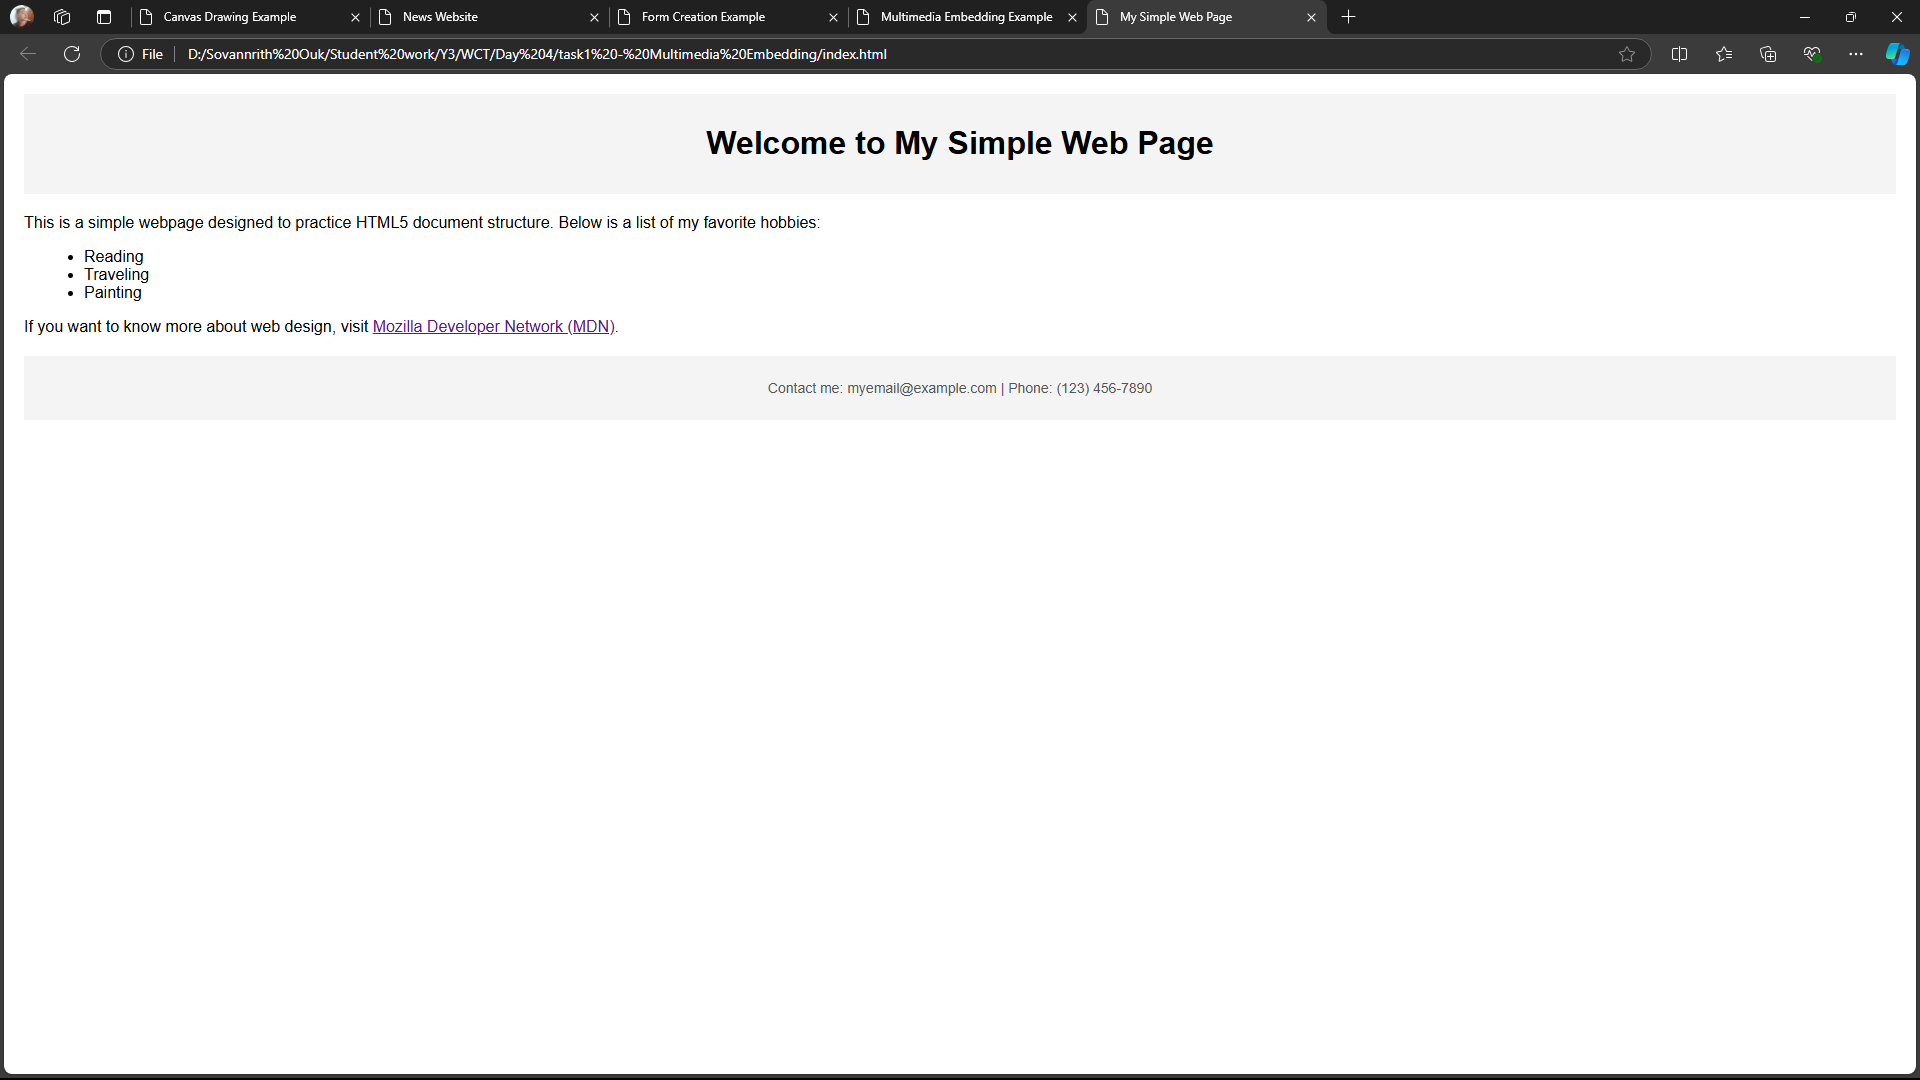 Canvas Drawing Example
News Website
Form Creation Example
Multimedia Embedding Example
My Simple Web Page
File
D:/Sovannrith%20Ouk/Student%20work/Y3/WCT/Day%204/task1%20-%20Multimedia%20Embedding/index.html
Welcome to My Simple Web Page
This is a simple webpage designed to practice HTML5 document structure. Below is a list of my favorite hobbies:
• Reading
• Traveling
• Painting
If you want to know more about web design, visit Mozilla Developer Network (MDN).
Contact me: myemail@example.com | Phone: (123) 456-7890